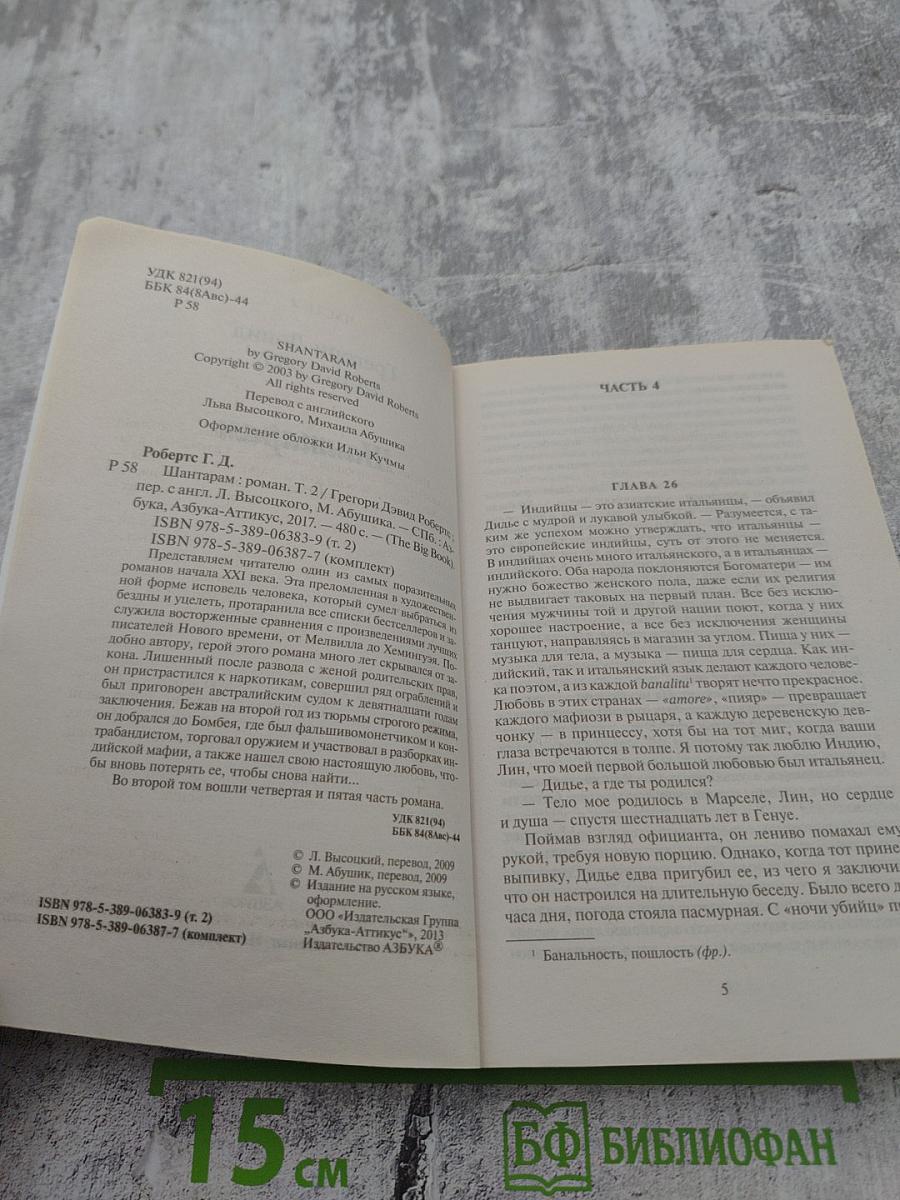 УДК 821(94)
ББК 84(8Авс)-44
Р 58
SHANTARAM
by Gregory David Roberts
Copyright © 2003 by Gregory David Roberts
All rights reserved
Перевод с английского
Льва Высоцкого, Михаила Абушика
Оформление обложки Ильи Кучмы
Робертс Г. Д.
Р 58 Шантарам : роман. Т. 2 / Грегори Дэвид Робертс ;
пер. с англ. Л. Высоцкого, М. Абушика. — СПб. : Аз-
бука, Азбука-Аттикус, 2017. — 480 с. — (The Big Book).
ISBN 978-5-389-06383-9 (т. 2)
ISBN 978-5-389-06387-7 (комплект)
Представляем читателю один из самых поразительных
романов начала XXI века. Эта преломленная в художествен-
ной форме исповедь человека, который сумел выбраться из
бездны и уцелеть, протаранила все списки бестселлеров и за-
служила восторженные сравнения с произведениями лучших
писателей Нового времени, от Мелвилла до Хемингуэя. По-
добно автору, герой этого романа много лет скрывался от за-
кона. Лишенный после развода с женой родительских прав,
он пристрастился к наркотикам, совершил ряд ограблений и
был приговорен австралийским судом к девятнадцати годам
заключения. Бежав на второй год из тюрьмы строгого режима,
он добрался до Бомбея, где был фальшивомонетчиком и кон-
трабандистом, торговал оружием и участвовал в разборках ин-
дийской мафии, а также нашел свою настоящую любовь, что-
бы вновь потерять ее, чтобы снова найти...
Во второй том вошли четвертая и пятая часть романа.
УДК 821(94)
ББК 84(8Авс)-44
© Л. Высоцкий, перевод, 2009
© М. Абушик, перевод, 2009
© Издание на русском языке,
оформление.
ООО «Издательская Группа
„Азбука-Аттикус“», 2013
Издательство АЗБУКА®
ISBN 978-5-389-06383-9 (т. 2)
ISBN 978-5-389-06387-7 (комплект)
ЧАСТЬ 4
ГЛАВА 26
— Индийцы — это азиатские итальянцы, — объявил
Дидье с мудрой и лукавой улыбкой. — Разумеется, с та-
ким же успехом можно утверждать, что итальянцы —
это европейские индийцы, суть от этого не меняется.
В индийцах очень много итальянского, а в итальянцах —
индийского. Оба народа поклоняются Богоматери — им
нужно божество женского пола, даже если их религия
не выдвигает таковых на первый план. Все без исклю-
чения мужчины той и другой нации поют, когда у них
хорошее настроение, а все без исключения женщины
танцуют, направляясь в магазин за углом. Пища у них —
музыка для тела, а музыка — пища для сердца. Как ин-
дийский, так и итальянский язык делают каждого челове-
ка поэтом, а из каждой banalitu¹ творят нечто прекрасное.
Любовь в этих странах — «amore», «пияр» — превращает
каждого мафиози в рыцаря, а каждую деревенскую дев-
чонку — в принцессу, хотя бы на тот миг, когда ваши
глаза встречаются в толпе. Я потому так люблю Индию,
Лин, что моей первой большой любовью был итальянец.
— Дидье, а где ты родился?
— Тело мое родилось в Марселе, Лин, но сердце
и душа — спустя шестнадцать лет в Генуе.
Поймав взгляд официанта, он лениво помахал ему
рукой, требуя новую порцию. Однако, когда тот прине
выпивку, Дидье едва пригубил ее, из чего я заключи
что он настроился на длительную беседу. Было всего д
часа дня, погода стояла пасмурная. С «ночи убийц» п
¹ Банальность, пошлость (фр.).
5
15 см
БФ БИБЛИОФАН